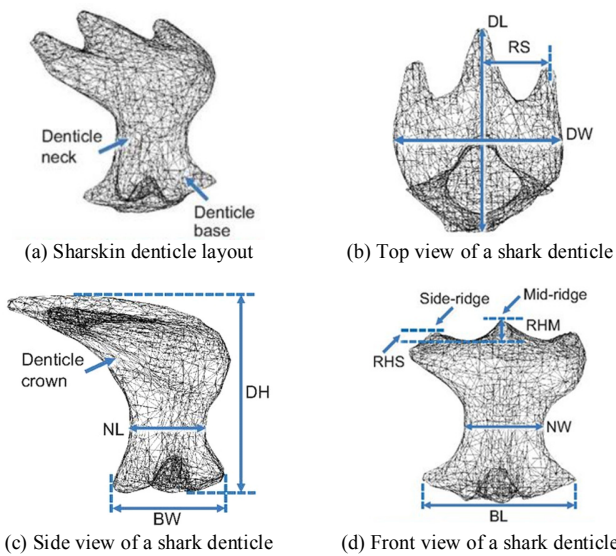 Denticle
neck
Denticle
base
(a) Sharskin denticle layout
DL
RS
DW
(b) Top view of a shark denticle
Denticle
crown
DH
NL
BW
(c) Side view of a shark denticle
Side-ridge
Mid-ridge
RHM
RHS
NW
BL
(d) Front view of a shark denticle